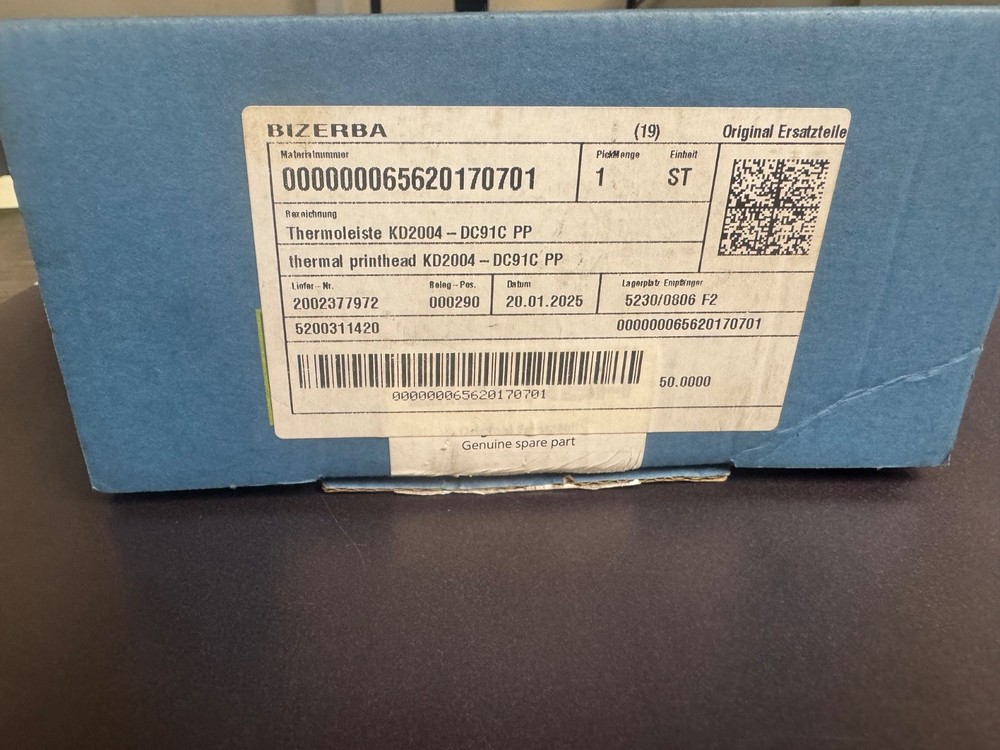 BIZERBA (19) Original Ersatzteile
Materialnummer PickMenge Einheit
000000065620170701 1 ST
Bezeichnung
Thermoleiste KD2004 – DC91C PP
thermal printhead KD2004 – DC91C PP
Liefer – Nr. Beleg – Pos. Datum Lagerplatz Empfänger
2002377972 000290 20.01.2025 5230/0806 F2
5200311420 000000065620170701
50.0000
000000065620170701
Genuine spare part